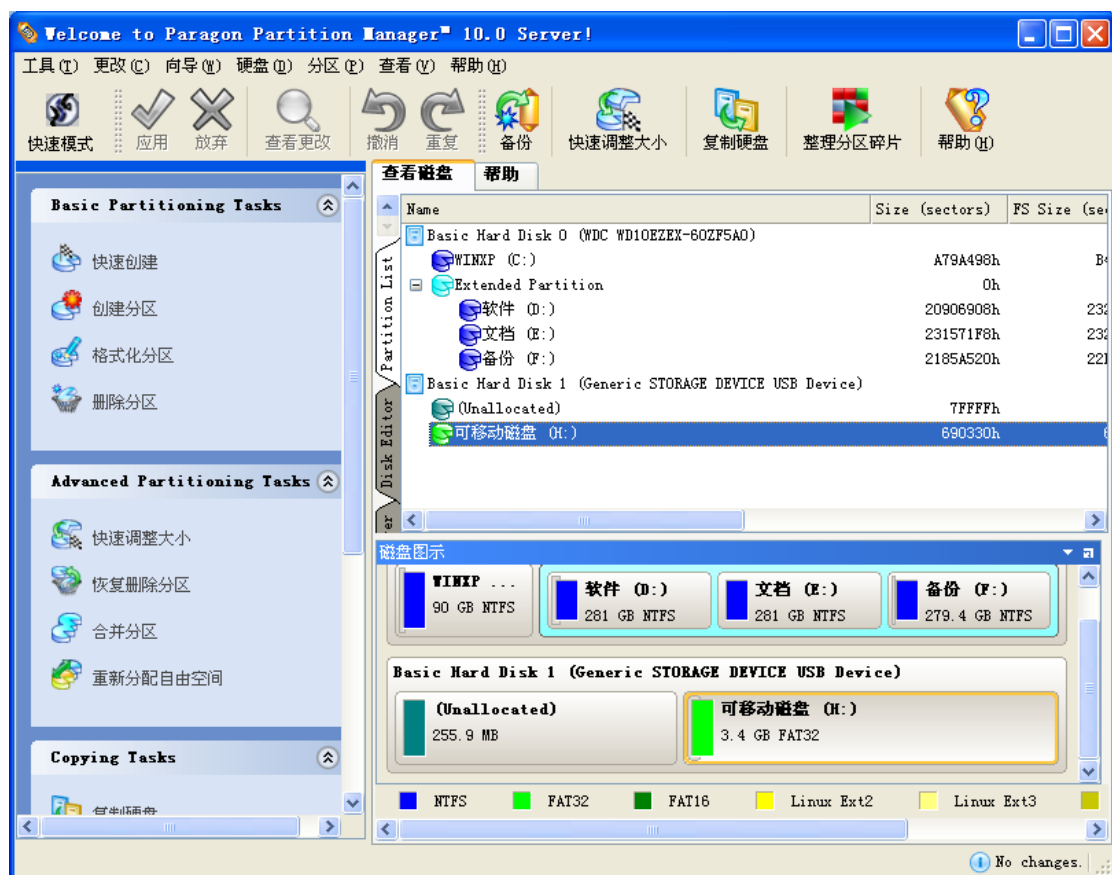 Welcome to Paragon Partition Manager™ 10.0 Server!
工具(T) 更改(C) 向导(W) 硬盘(D) 分区(P) 查看(V) 帮助(H)
快速模式 应用 放弃 查看更改 撤消 重复 备份 快速调整大小 复制硬盘 整理分区碎片 帮助(H)
Basic Partitioning Tasks
快速创建
创建分区
格式化分区
删除分区
Advanced Partitioning Tasks
快速调整大小
恢复删除分区
合并分区
重新分配自由空间
Copying Tasks
复制硬盘
查看磁盘 帮助
Partition List
Disk Editor
Name Size (sectors) FS Size (se
Basic Hard Disk 0 (WDC WD10EZEX-60ZF5A0)
WINXP (C:) A79A498h
Extended Partition 0h
软件 (D:) 20906908h 232
文档 (E:) 231571F8h 232
备份 (F:) 2185A520h 221
Basic Hard Disk 1 (Generic STORAGE DEVICE USB Device)
(Unallocated) 7FFFFh
可移动磁盘 (H:) 690330h
磁盘图示
WINXP ... 软件 (D:) 文档 (E:) 备份 (F:)
90 GB NTFS 281 GB NTFS 281 GB NTFS 279.4 GB NTFS
Basic Hard Disk 1 (Generic STORAGE DEVICE USB Device)
(Unallocated) 可移动磁盘 (H:)
255.9 MB 3.4 GB FAT32
NTFS FAT32 FAT16 Linux Ext2 Linux Ext3
No changes.